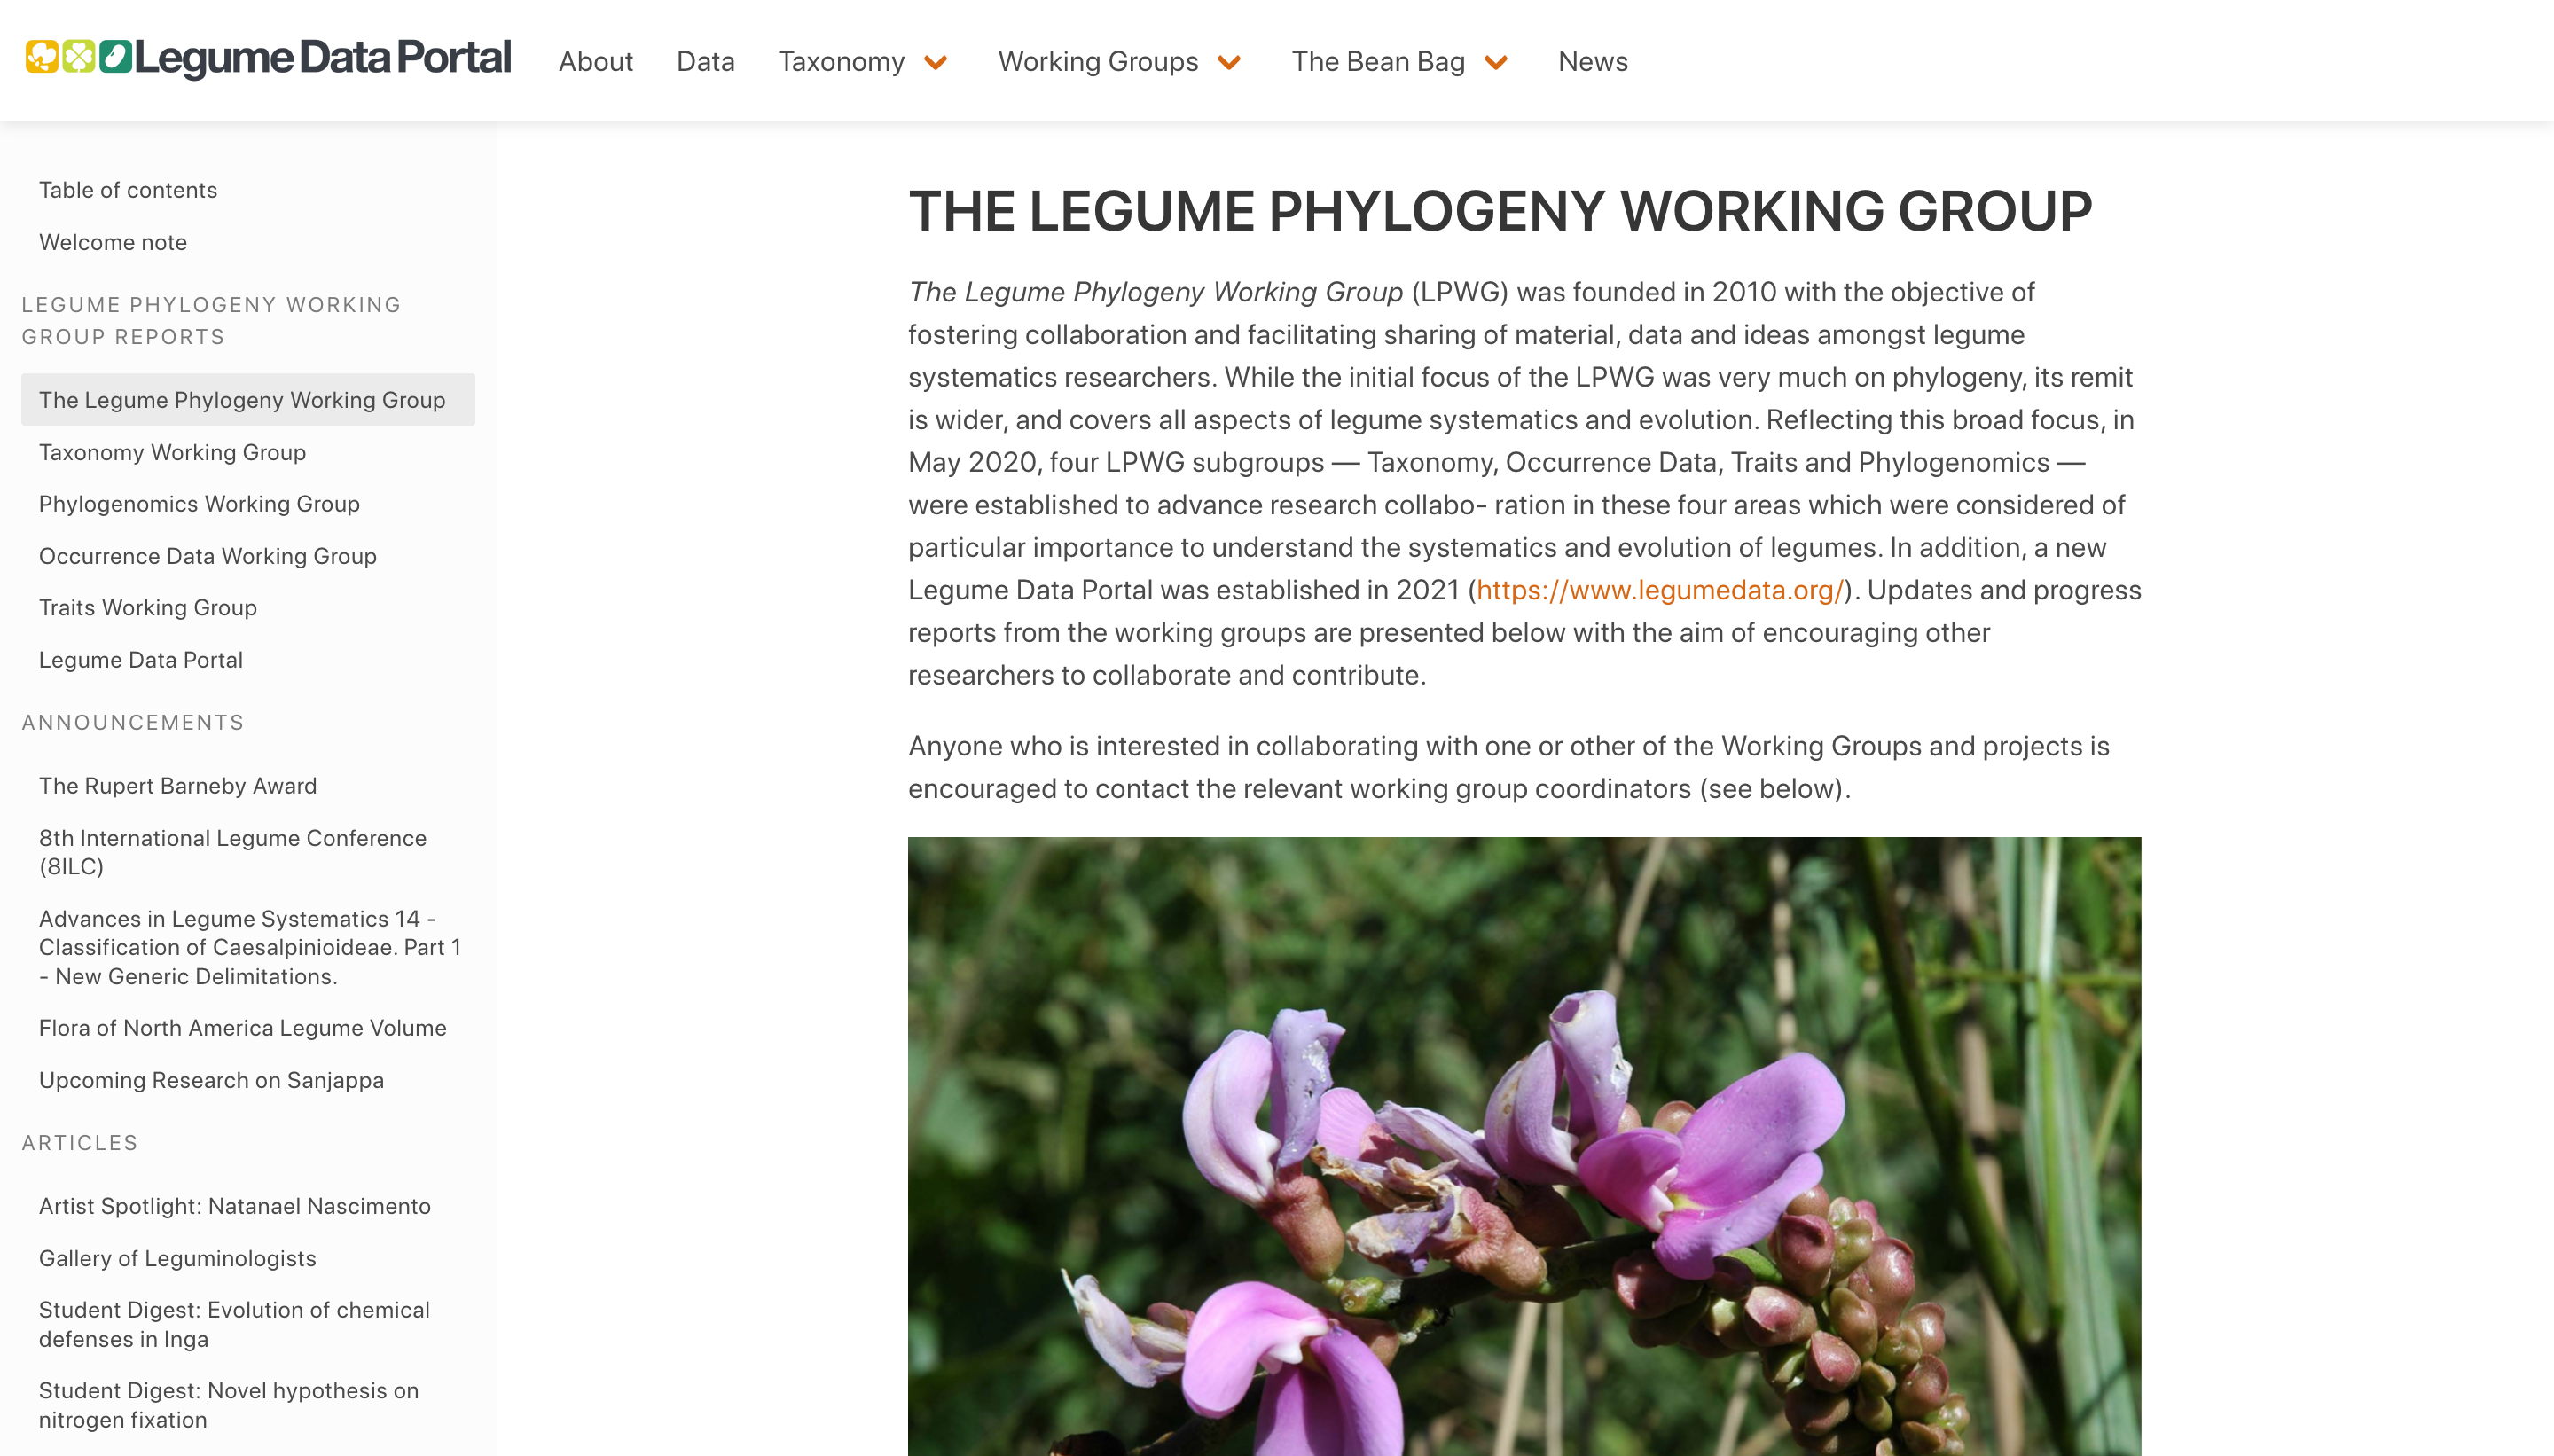 Legume Data Portal
About
Data
Taxonomy
Working Groups
The Bean Bag
News
Table of contents
Welcome note
LEGUME PHYLOGENY WORKING
GROUP REPORTS
The Legume Phylogeny Working Group
Taxonomy Working Group
Phylogenomics Working Group
Occurrence Data Working Group
Traits Working Group
Legume Data Portal
ANNOUNCEMENTS
The Rupert Barneby Award
8th International Legume Conference
(8ILC)
Advances in Legume Systematics 14 -
Classification of Caesalpinioideae. Part 1
- New Generic Delimitations.
Flora of North America Legume Volume
Upcoming Research on Sanjappa
ARTICLES
Artist Spotlight: Natanael Nascimento
Gallery of Leguminologists
Student Digest: Evolution of chemical
defenses in Inga
Student Digest: Novel hypothesis on
nitrogen fixation
THE LEGUME PHYLOGENY WORKING GROUP
The Legume Phylogeny Working Group (LPWG) was founded in 2010 with the objective of
fostering collaboration and facilitating sharing of material, data and ideas amongst legume
systematics researchers. While the initial focus of the LPWG was very much on phylogeny, its remit
is wider, and covers all aspects of legume systematics and evolution. Reflecting this broad focus, in
May 2020, four LPWG subgroups — Taxonomy, Occurrence Data, Traits and Phylogenomics —
were established to advance research collabo- ration in these four areas which were considered of
particular importance to understand the systematics and evolution of legumes. In addition, a new
Legume Data Portal was established in 2021 (https://www.legumedata.org/). Updates and progress
reports from the working groups are presented below with the aim of encouraging other
researchers to collaborate and contribute.
Anyone who is interested in collaborating with one or other of the Working Groups and projects is
encouraged to contact the relevant working group coordinators (see below).